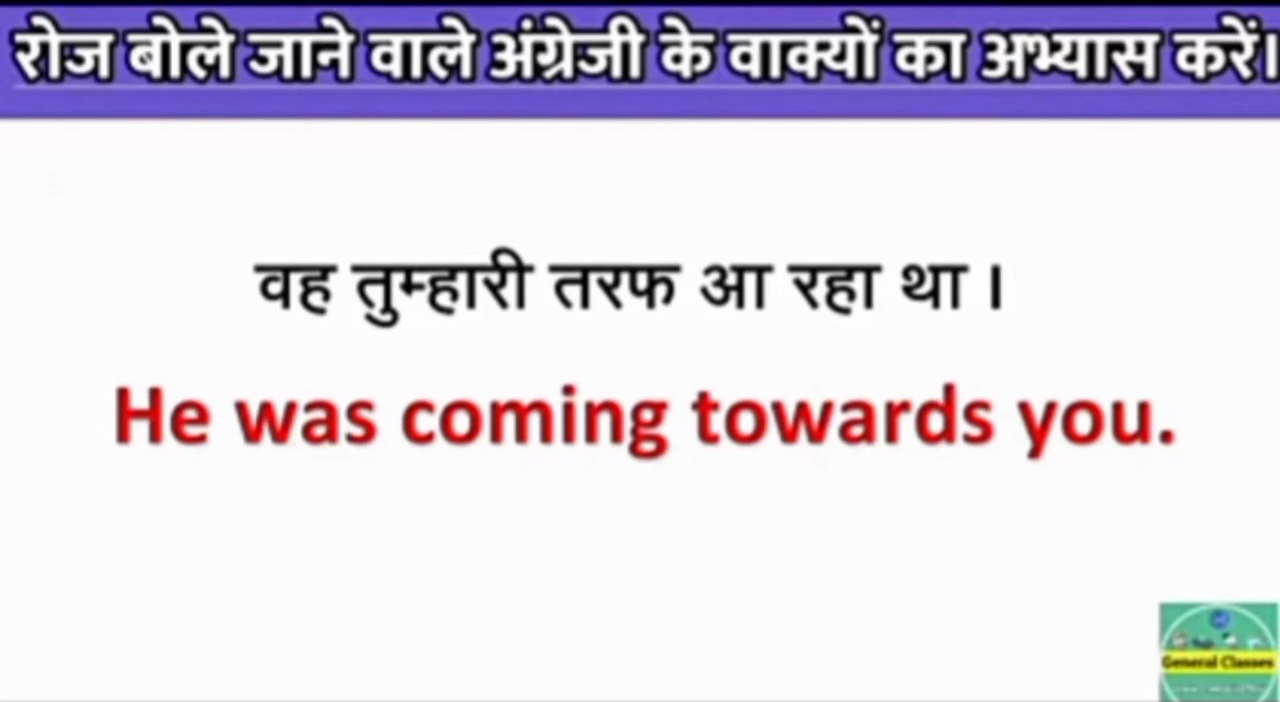 रोज बोले जाने वाले अंग्रेजी के वाक्यों का अभ्यास करें।
वह तुम्हारी तरफ आ रहा था ।
He was coming towards you.
General Classes